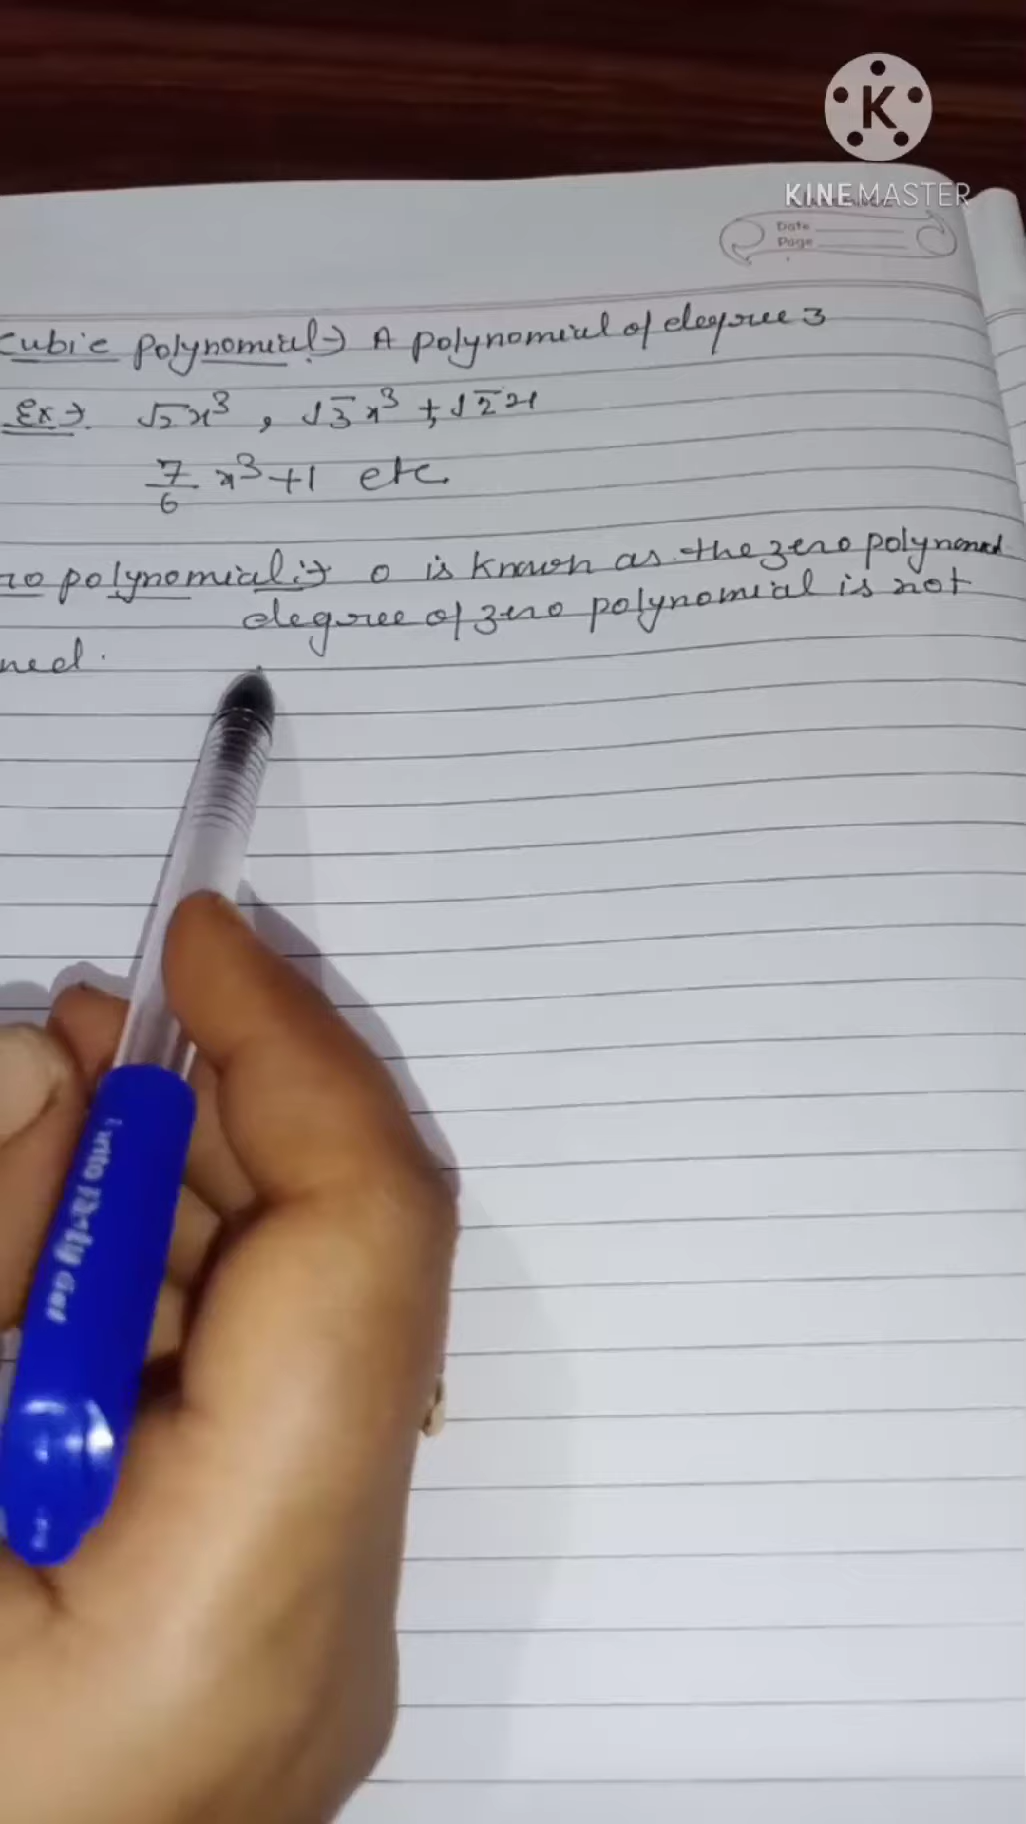 KINEMASTER
Date
Page
Cubic polynomial → A polynomial of degree 3
Ex → √2x³ , √3x³ + √2x
7/6 x³+1 etc.
ro polynomial :→ 0 is known as the zero polynomial
degree of zero polynomial is not
ned.